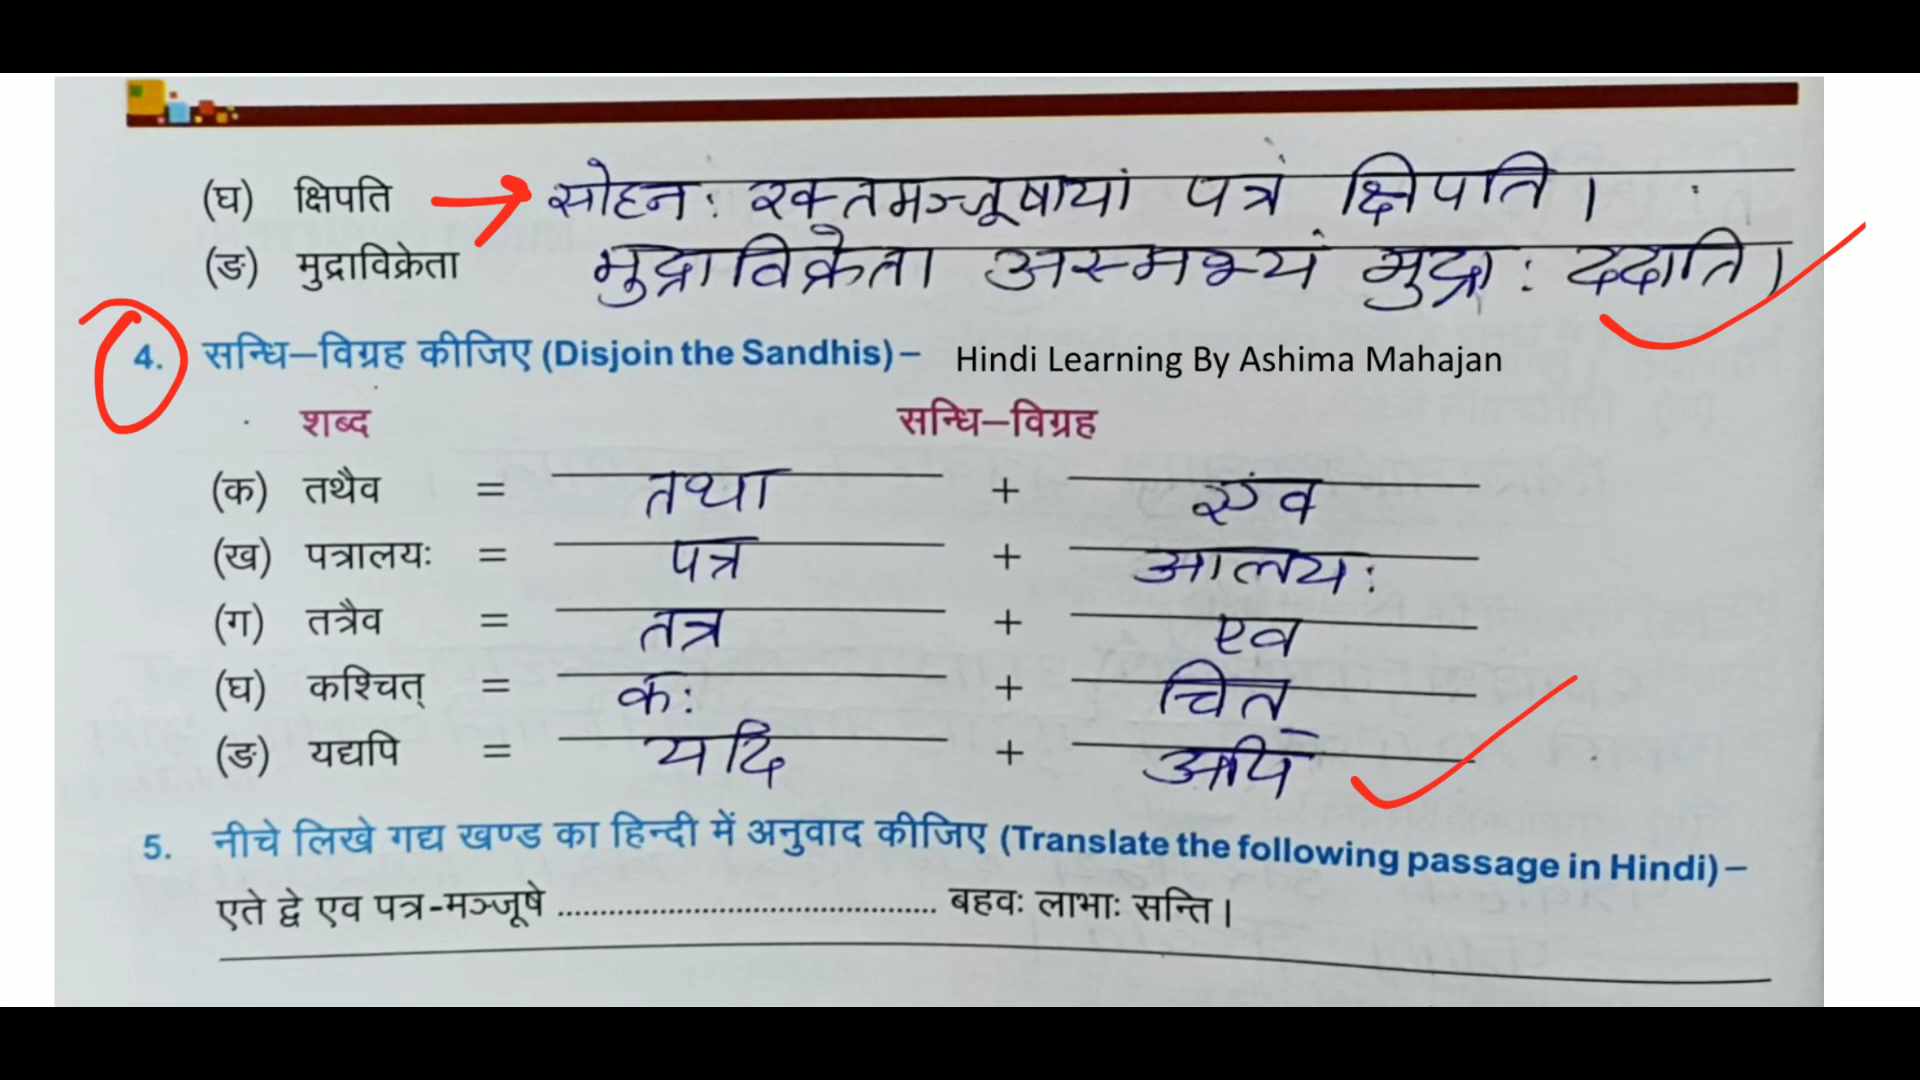 (घ) क्षिपति सोहन: रक्तमञ्जूषायां पत्रं क्षिपति।
(ङ) मुद्राविक्रेता मुद्राविक्रेता अस्मभ्यं मुद्रा: ददाति।
4. सन्धि–विग्रह कीजिए (Disjoin the Sandhis) – Hindi Learning By Ashima Mahajan
शब्द सन्धि–विग्रह
(क) तथैव = तथा + एव
(ख) पत्रालयः = पत्र + आलय:
(ग) तत्रैव = तत्र + एव
(घ) कश्चित् = क: + चित्
(ङ) यद्यपि = यदि + अपि
5. नीचे लिखे गद्य खण्ड का हिन्दी में अनुवाद कीजिए (Translate the following passage in Hindi) –
एते द्वे एव पत्र-मञ्जूषे ........................................ बहवः लाभाः सन्ति।